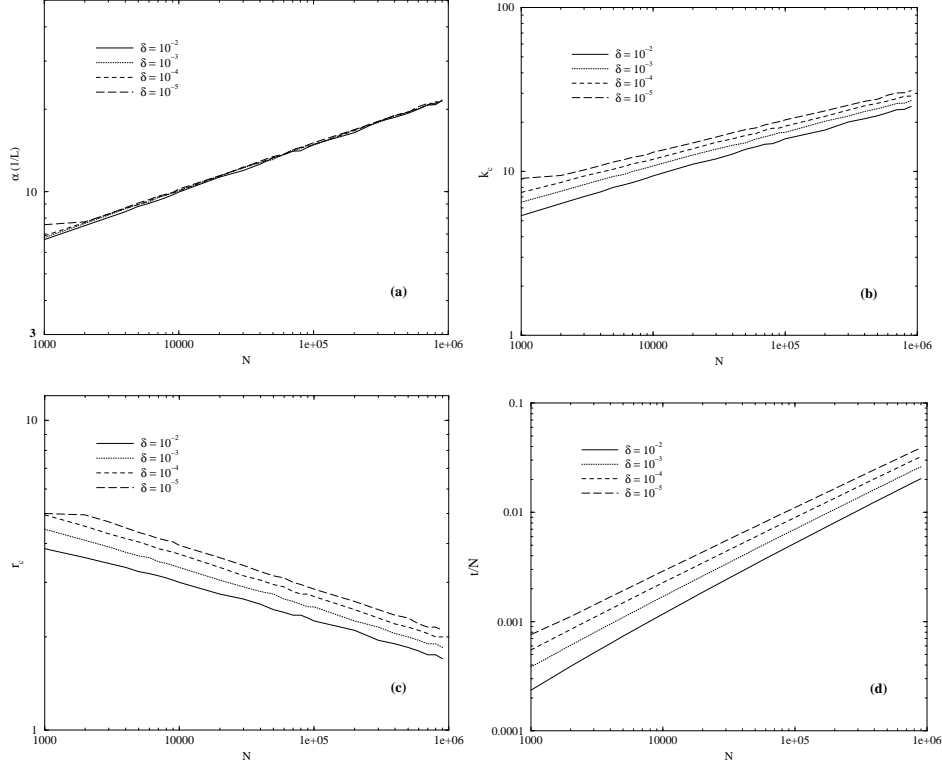 δ = 10⁻²
δ = 10⁻³
δ = 10⁻⁴
δ = 10⁻⁵
α (1/L)
10
3
(a)
1000 10000 1e+05 1e+06
N
100
δ = 10⁻²
δ = 10⁻³
δ = 10⁻⁴
δ = 10⁻⁵
k_c
10
1
(b)
1000 10000 1e+05 1e+06
N
10
δ = 10⁻²
δ = 10⁻³
δ = 10⁻⁴
δ = 10⁻⁵
r_c
1
(c)
1000 10000 1e+05 1e+06
N
0.1
δ = 10⁻²
δ = 10⁻³
δ = 10⁻⁴
δ = 10⁻⁵
0.01
t/N
0.001
0.0001
(d)
1000 10000 1e+05 1e+06
N